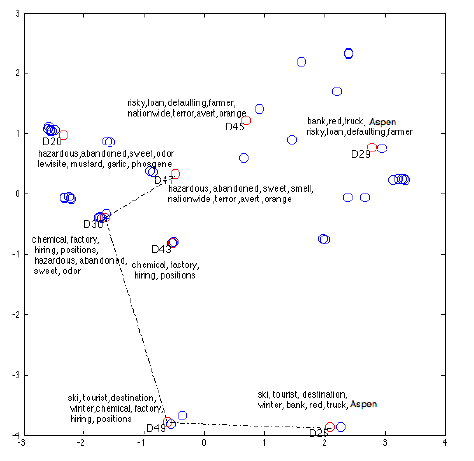 3
2
1
0
-1
-2
-3
-4
-3
-2
-1
0
1
2
3
4
risky,loan,defaulting,farmer,
nationwide,terror,avert,orange
D45
bank,red,truck, Aspen
risky,loan,defaulting,farmer
D29
D20
hazardous,abandoned,sweet,odor
lewisite, mustard, garlic, phosgene
D47
hazardous, abandoned, sweet, smell,
nationwide ,terror,avert , orange
D30
chemical, factory,
hiring, positions,
hazardous, abandoned,
sweet, odor
D43
chemical, factory,
hiring, positions
ski, tourist, destination,
winter,chemical, factory,
hiring, positions
D49
ski, tourist, destination,
winter, bank, red, truck, Aspen
D25